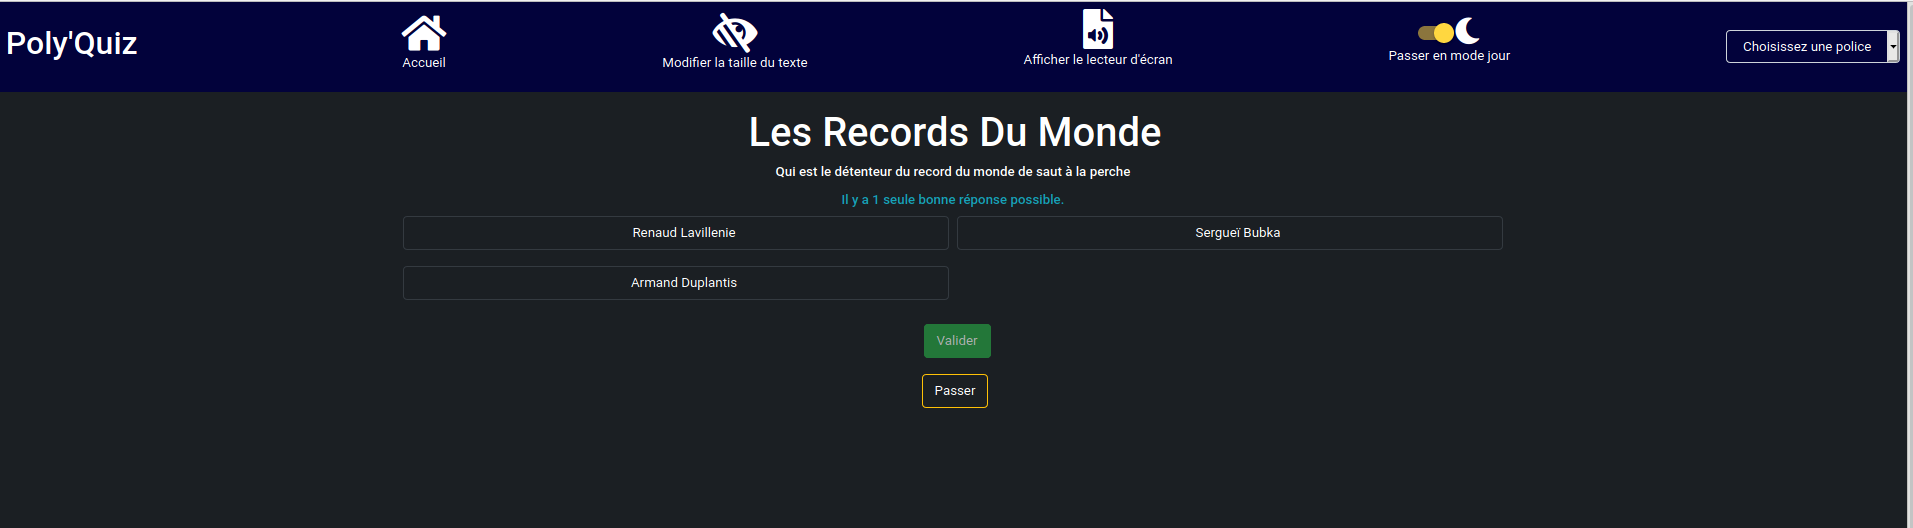 Poly'Quiz
Accueil
Modifier la taille du texte
Afficher le lecteur d'écran
Passer en mode jour
Choisissez une police
Les Records Du Monde
Qui est le détenteur du record du monde de saut à la perche
Il y a 1 seule bonne réponse possible.
Renaud Lavillenie
Sergueï Bubka
Armand Duplantis
Valider
Passer